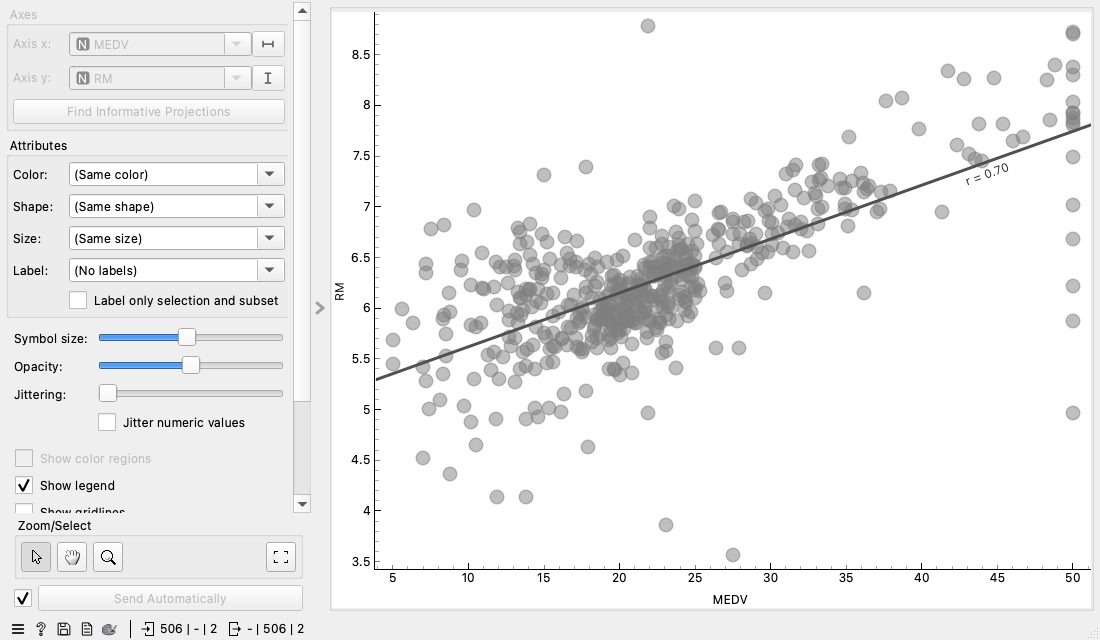 Axes
Axis x: N MEDV
Axis y: N RM
Find Informative Projections
Attributes
Color: (Same color)
Shape: (Same shape)
Size: (Same size)
Label: (No labels)
Label only selection and subset
Symbol size:
Opacity:
Jittering:
Jitter numeric values
Show color regions
Show legend
Show gridlines
Zoom/Select
Send Automatically
506 | - | 2 - | 506 | 2
8.5
8
7.5
7
6.5
6
5.5
5
4.5
4
3.5
RM
r = 0.70
5 10 15 20 25 30 35 40 45 50
MEDV